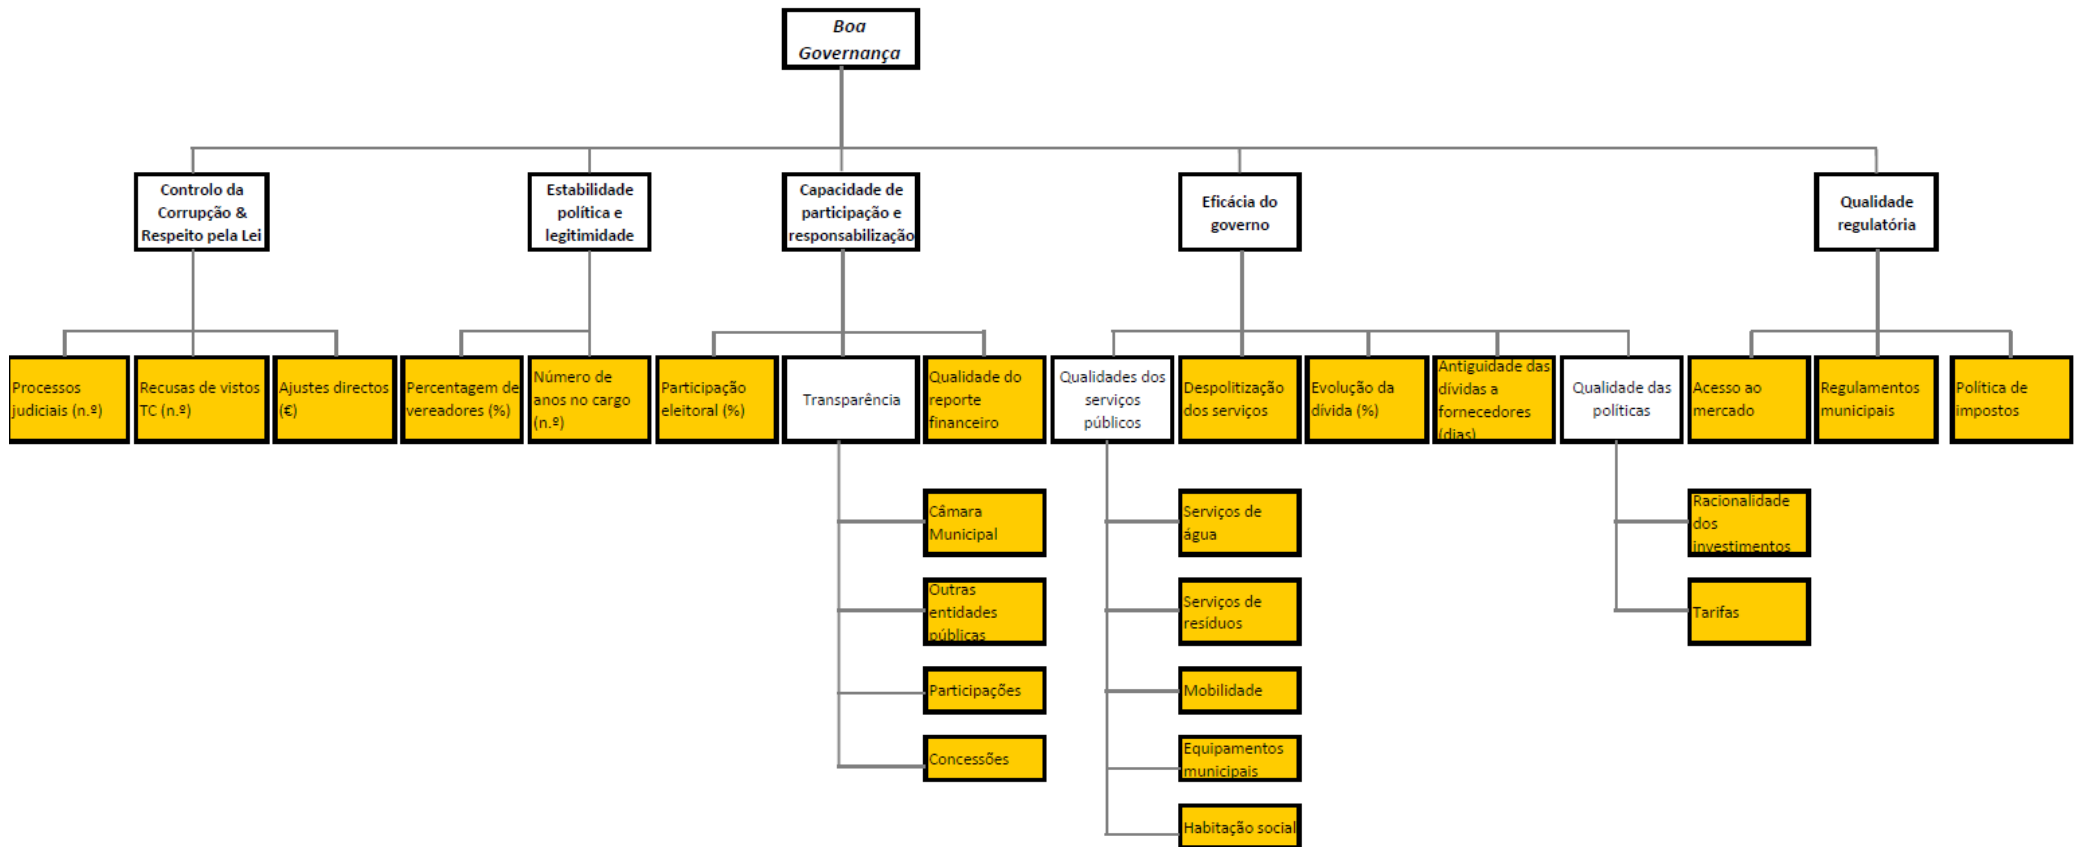 Boa
Governança
Controlo da
Corrupção &
Respeito pela Lei
Estabilidade
política e
legitimidade
Capacidade de
participação e
responsabilização
Eficácia do
governo
Qualidade
regulatória
Processos
judiciais (n.º)
Recusas de vistos
TC (n.º)
Ajustes directos
(€)
Percentagem de
vereadores (%)
Número de
anos no cargo
(n.º)
Participação
eleitoral (%)
Transparência
Qualidade do
reporte
financeiro
Qualidades dos
serviços
públicos
Despolitização
dos serviços
Evolução da
dívida (%)
Antiguidade das
dívidas a
fornecedores
(dias)
Qualidade das
políticas
Acesso ao
mercado
Regulamentos
municipais
Política de
impostos
Câmara
Municipal
Outras
entidades
públicas
Participações
Concessões
Serviços de
água
Serviços de
resíduos
Mobilidade
Equipamentos
municipais
Habitação social
Racionalidade
dos
investimentos
Tarifas